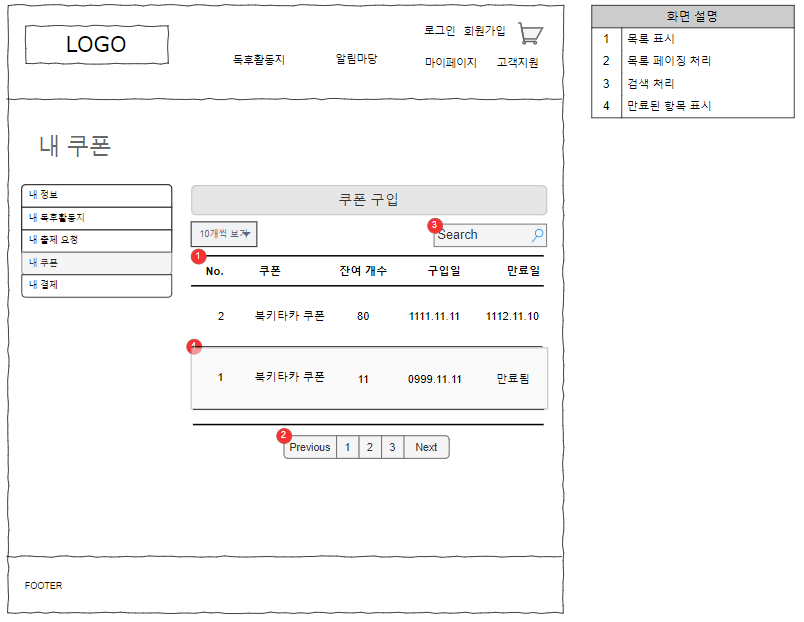 LOGO
로그인 회원가입
독후활동지 알림마당 마이페이지 고객지원
내 쿠폰
내 정보
내 독후활동지
내 출제 요청
내 쿠폰
내 결제
쿠폰 구입
10개씩 보기
3
Search
1
No. 쿠폰 잔여 개수 구입일 만료일
2 북키타카 쿠폰 80 1111.11.11 1112.11.10
4
1 북키타카 쿠폰 11 0999.11.11 만료됨
2
Previous 1 2 3 Next
FOOTER
화면 설명
1 목록 표시
2 목록 페이징 처리
3 검색 처리
4 만료된 항목 표시